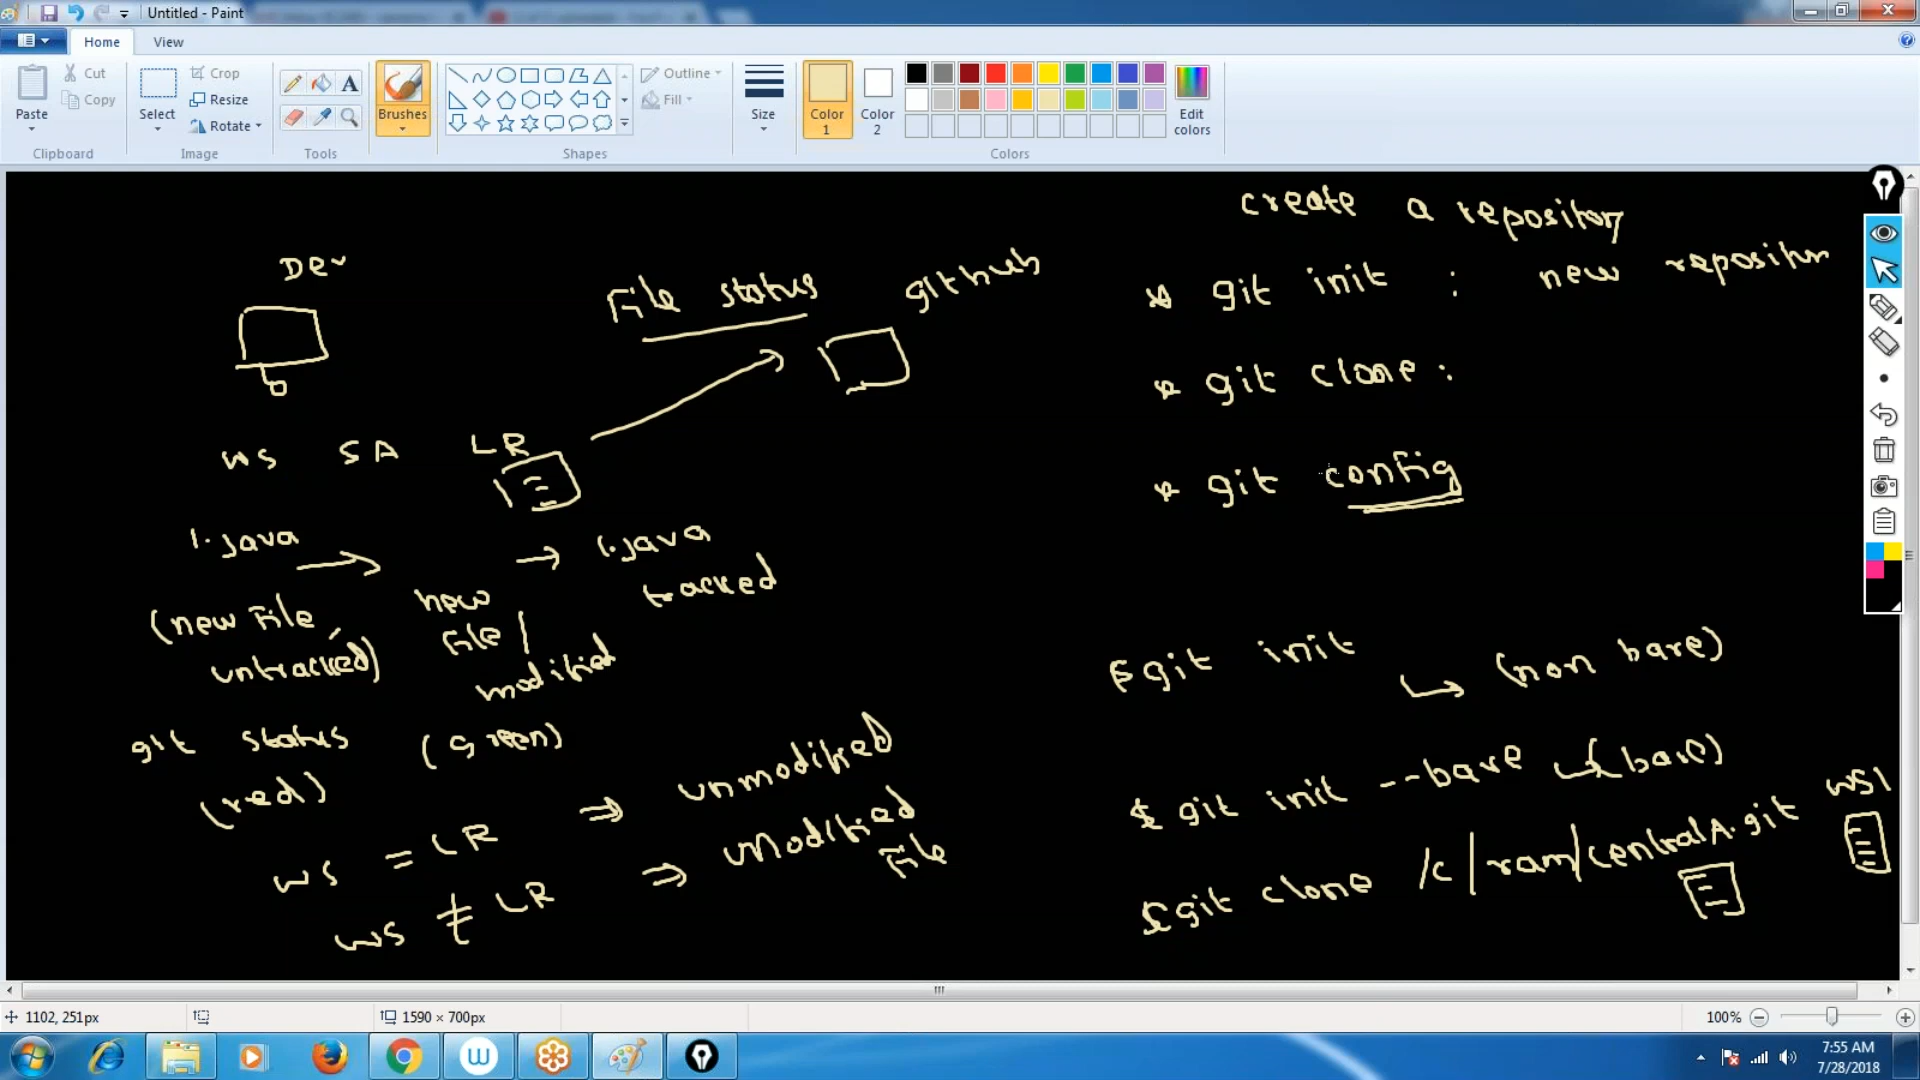 Untitled - Paint
Home View
Paste
Cut
Copy
Select
Crop
Resize
Rotate
Brushes
Outline
Fill
Size
Color 1
Color 2
Edit colors
Clipboard Image Tools Shapes Colors
create a repository
* git init : new repository
* git clone :
* git config
Dev
File status github
WS SA LR
1.java → → 1.java
(new File, untracked)
new File / modified
tracked
git status (green)
(red)
WS = LR ⇒ unmodified
WS ≠ LR ⇒ modified File
$ git init ↳ (non bare)
$ git init --bare ↳ (bare)
$ git clone /c/ram/centralA.git WS1
1102, 251px
1590 × 700px
100%
7:55 AM
7/28/2018